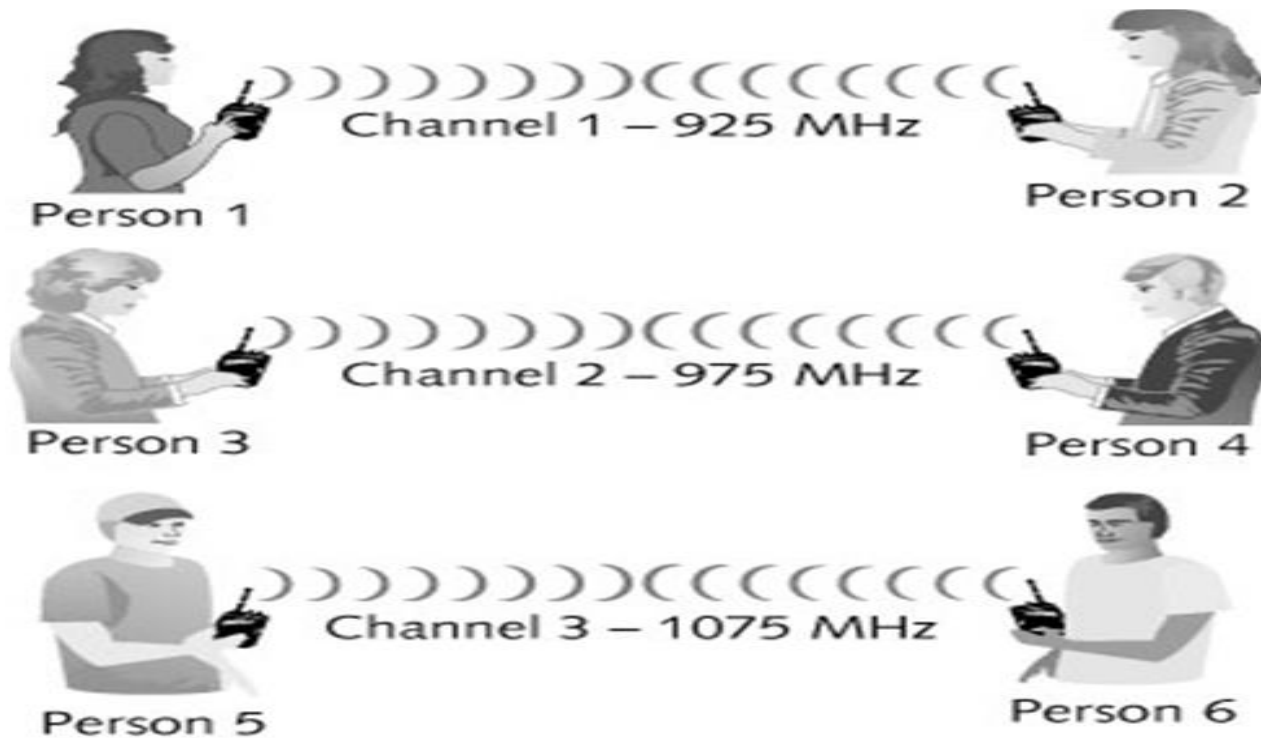 Channel 1 – 925 MHz
Person 1
Person 2
Channel 2 – 975 MHz
Person 3
Person 4
Channel 3 – 1075 MHz
Person 5
Person 6